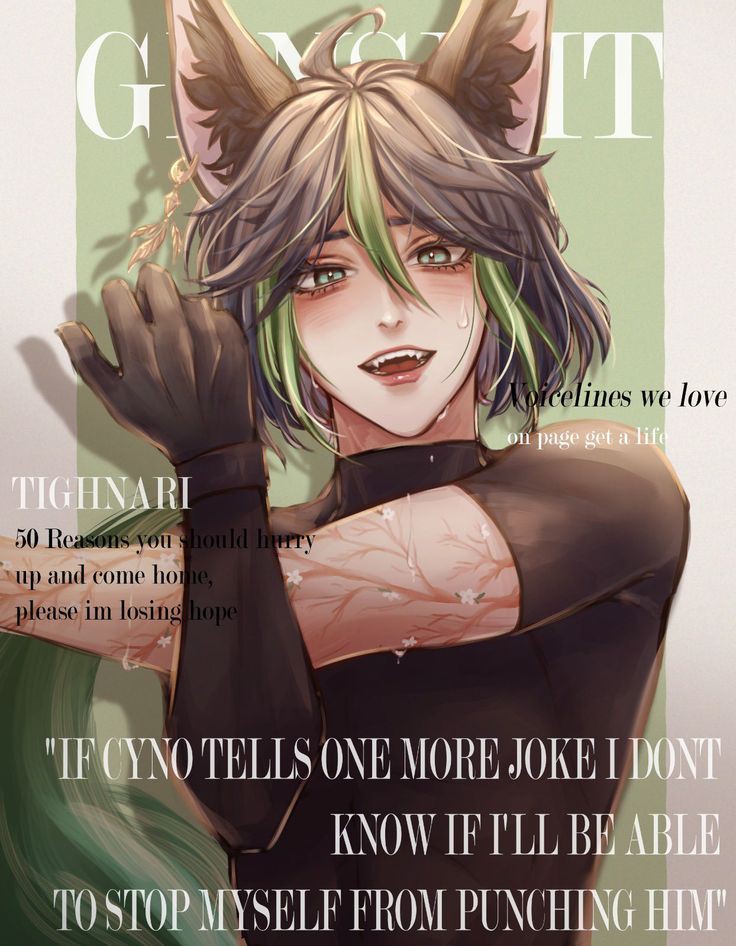 GENSHIT
Voicelines we love
on page get a life
TIGHNARI
50 Reasons you should hurry
up and come home,
please im losing hope
"IF CYNO TELLS ONE MORE JOKE I DONT
KNOW IF I'LL BE ABLE
TO STOP MYSELF FROM PUNCHING HIM"